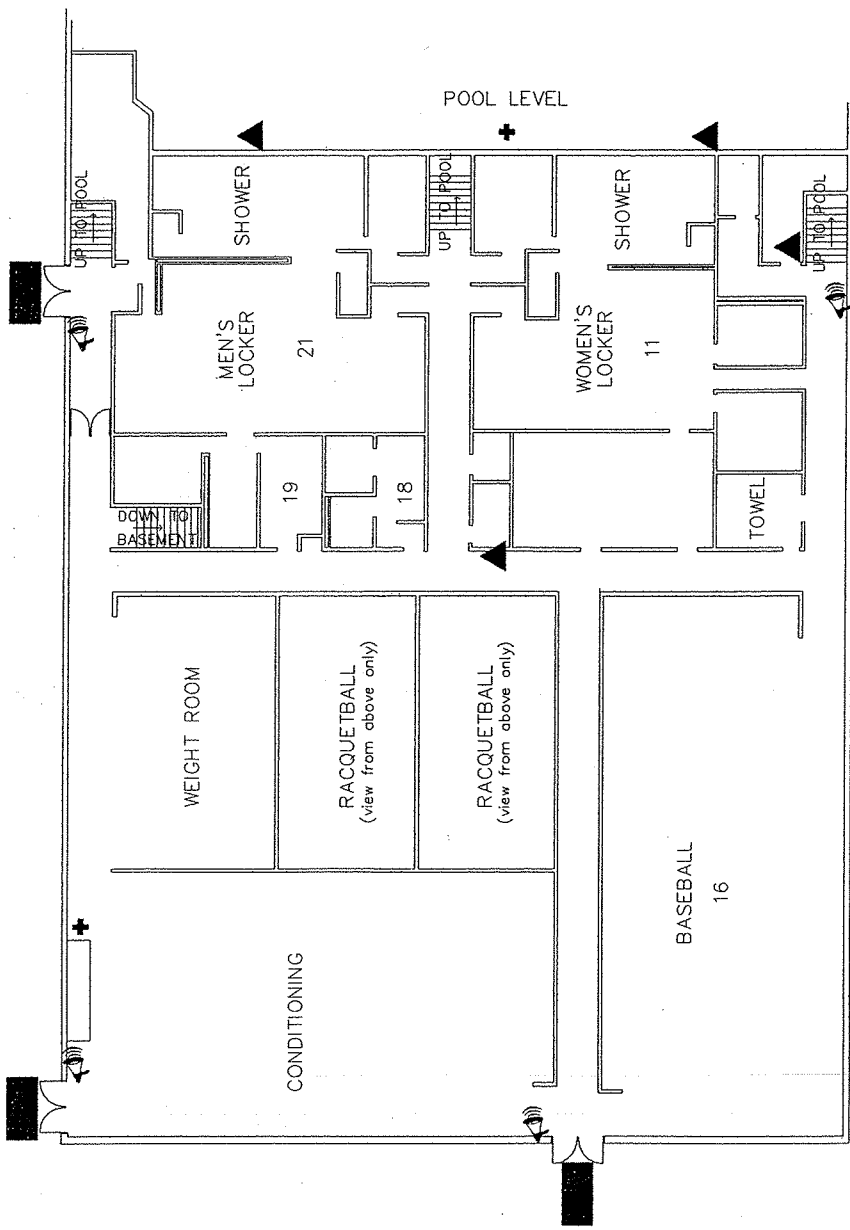 POOL LEVEL
UP TO POOL
SHOWER
UP TO POOL
SHOWER
UP TO POOL
MEN'S
LOCKER
21
WOMEN'S
LOCKER
11
19
18
DOWN TO
BASEMENT
TOWEL
WEIGHT ROOM
RACQUETBALL
(view from above only)
RACQUETBALL
(view from above only)
BASEBALL
16
CONDITIONING